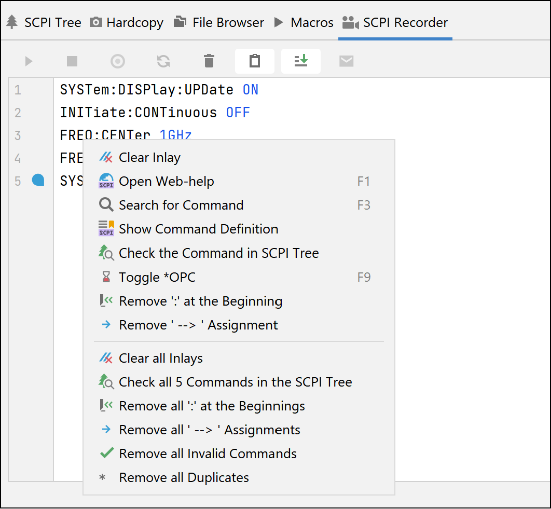 SCPI Tree Hardcopy File Browser Macros SCPI Recorder
1 SYSTem:DISPlay:UPDate ON
2 INITiate:CONTinuous OFF
3 FREQ:CENTer 1GHz
4 FRE
5 SYS
Clear Inlay
SCPI Open Web-help F1
Search for Command F3
SCPI Show Command Definition
Check the Command in SCPI Tree
Toggle *OPC F9
Remove ':' at the Beginning
Remove ' --> ' Assignment
Clear all Inlays
Check all 5 Commands in the SCPI Tree
Remove all ':' at the Beginnings
Remove all ' --> ' Assignments
Remove all Invalid Commands
* Remove all Duplicates